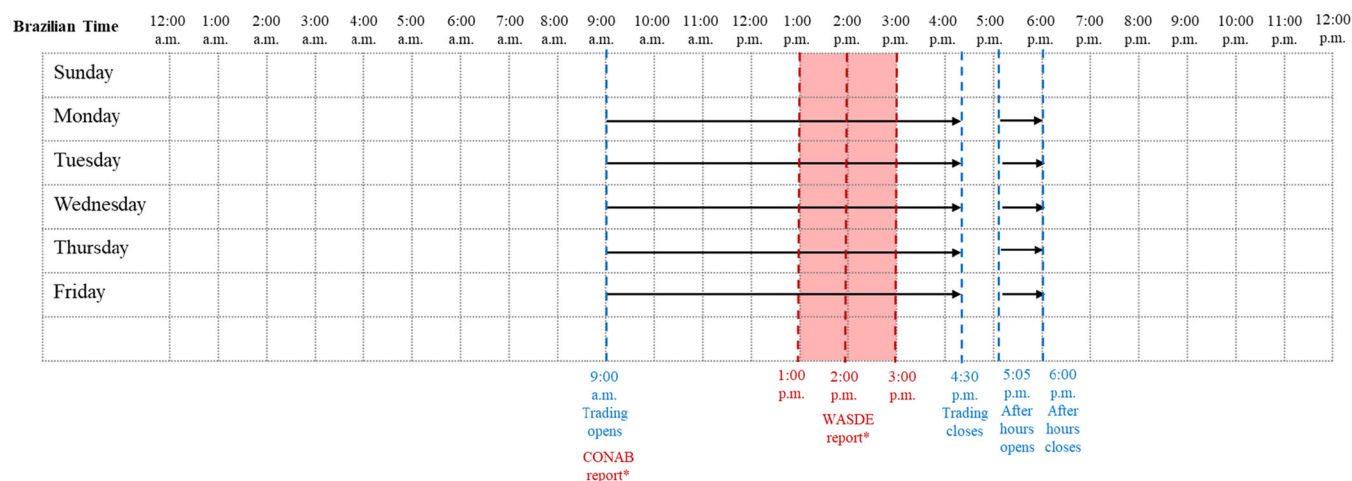 Brazilian Time
12:00 1:00 2:00 3:00 4:00 5:00 6:00 7:00 8:00 9:00 10:00 11:00 12:00 1:00 2:00 3:00 4:00 5:00 6:00 7:00 8:00 9:00 10:00 11:00 12:00
a.m. a.m. a.m. a.m. a.m. a.m. a.m. a.m. a.m. a.m. a.m. a.m. p.m. p.m. p.m. p.m. p.m. p.m. p.m. p.m. p.m. p.m. p.m. p.m. p.m.
Sunday
Monday
Tuesday
Wednesday
Thursday
Friday
9:00
a.m.
Trading
opens
CONAB
report*
1:00
p.m.
2:00
p.m.
3:00
p.m.
WASDE
report*
4:30
p.m.
Trading
closes
5:05
p.m.
After
hours
opens
6:00
p.m.
After
hours
closes